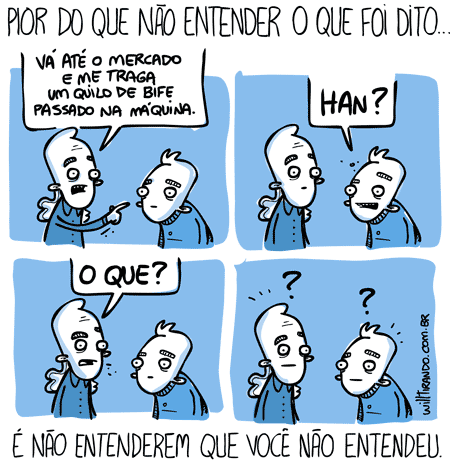 PIOR DO QUE NÃO ENTENDER O QUE FOI DITO...
VÁ ATÉ O MERCADO
E ME TRAGA
UM QUILO DE BIFE
PASSADO NA MÁQUINA.
HAN?
O QUE?
?
?
WILLTIRANDO.COM.BR
É NÃO ENTENDEREM QUE VOCÊ NÃO ENTENDEU.